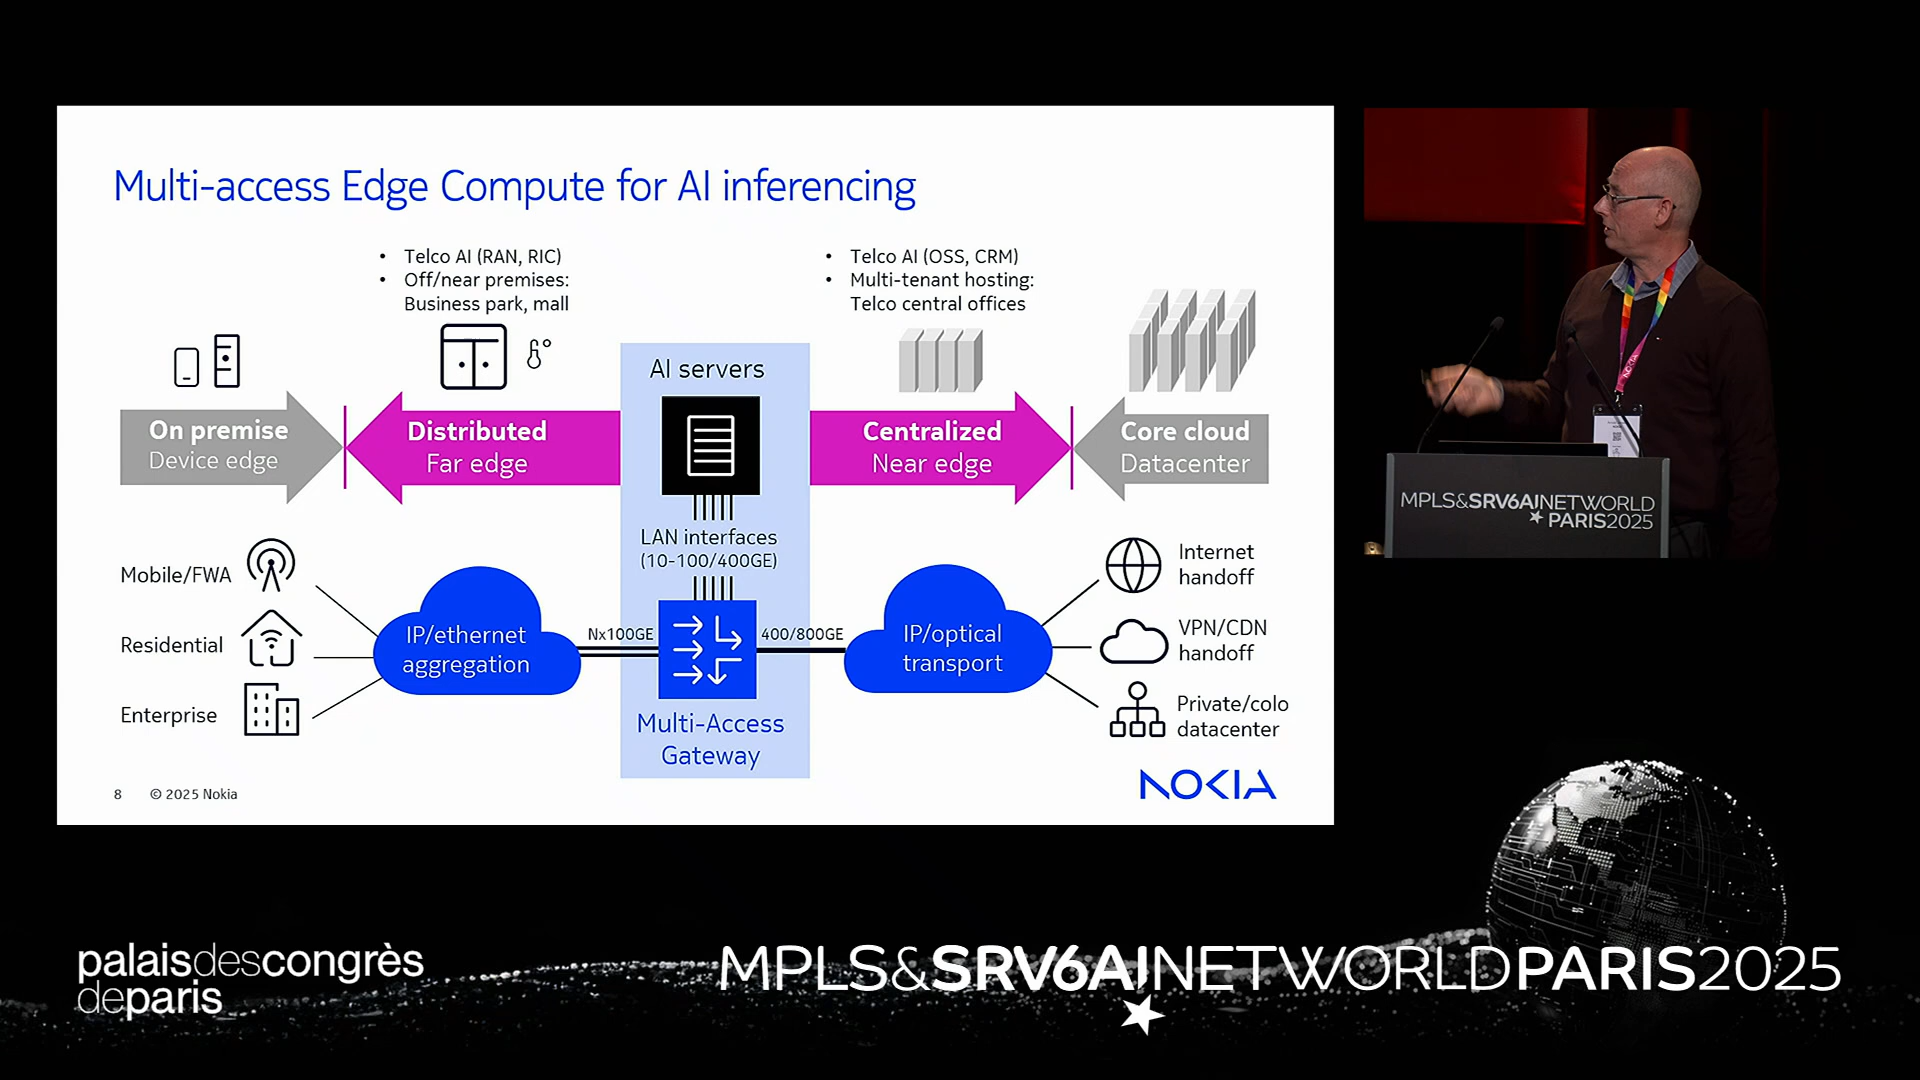 Multi-access Edge Compute for AI inferencing
• Telco AI (RAN, RIC)
• Off/near premises:
Business park, mall
• Telco AI (OSS, CRM)
• Multi-tenant hosting:
Telco central offices
AI servers
On premise
Device edge
Distributed
Far edge
Centralized
Near edge
Core cloud
Datacenter
LAN interfaces
(10-100/400GE)
Mobile/FWA
Residential
Enterprise
IP/ethernet
aggregation
Nx100GE
400/800GE
IP/optical
transport
Internet
handoff
VPN/CDN
handoff
Private/colo
datacenter
Multi-Access
Gateway
8 © 2025 Nokia
NOKIA
NOKIA
MPLS&SRV6AINETWORLD
PARIS2025
palaisdescongrès
deparis
MPLS&SRV6AINETWORLDPARIS2025